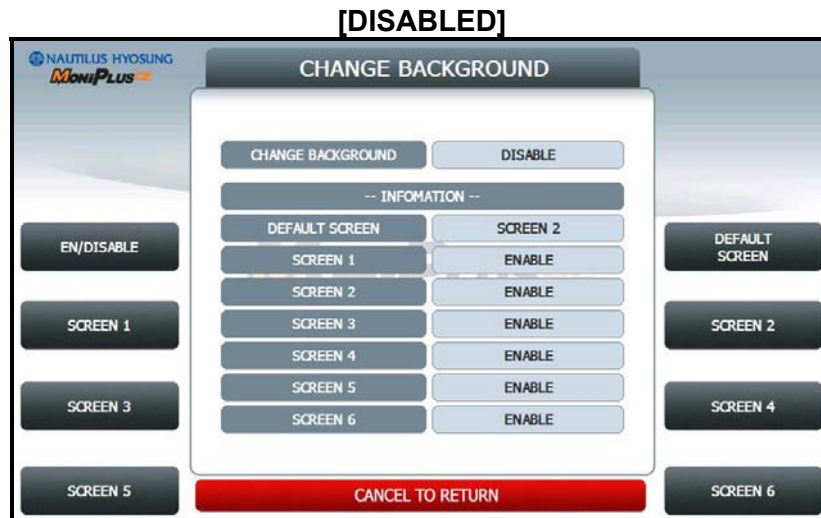 [DISABLED]
NAUTILUS HYOSUNG
MONiPLUS CE
CHANGE BACKGROUND
CHANGE BACKGROUND DISABLE
-- INFOMATION --
DEFAULT SCREEN SCREEN 2
SCREEN 1 ENABLE
SCREEN 2 ENABLE
SCREEN 3 ENABLE
SCREEN 4 ENABLE
SCREEN 5 ENABLE
SCREEN 6 ENABLE
EN/DISABLE
DEFAULT
SCREEN
SCREEN 1
SCREEN 2
SCREEN 3
SCREEN 4
SCREEN 5
CANCEL TO RETURN
SCREEN 6